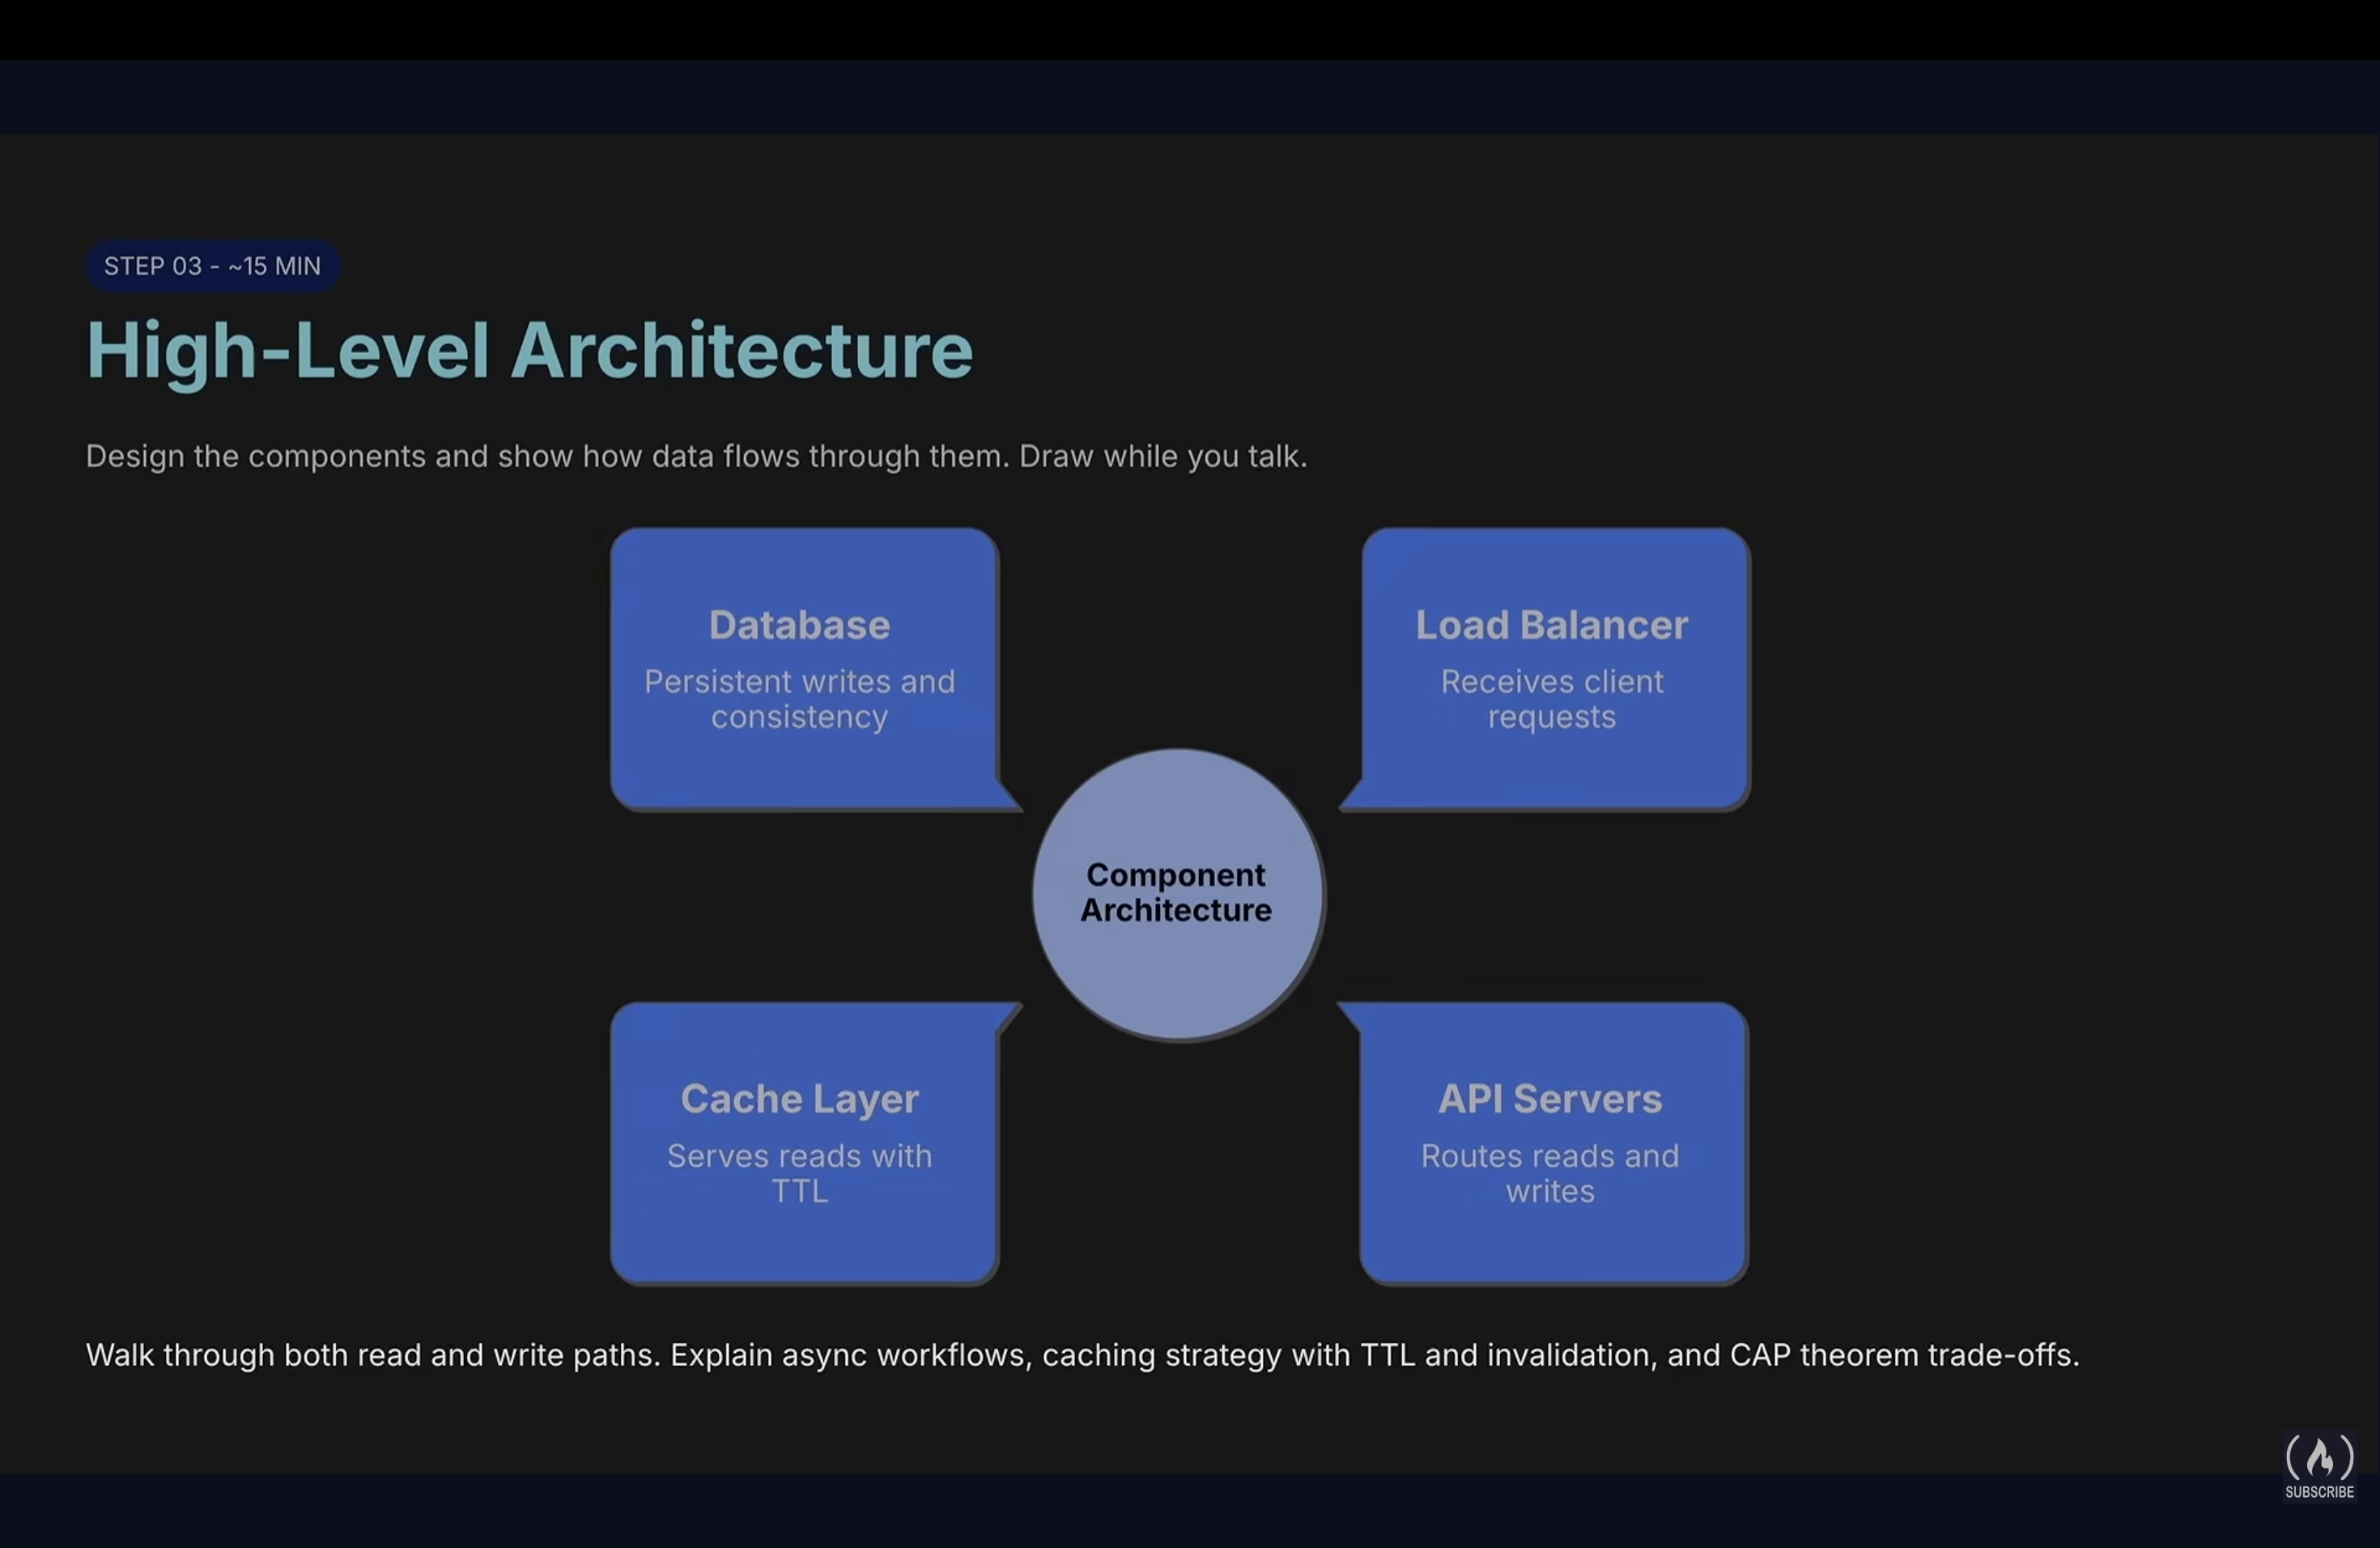 STEP 03 - ~15 MIN
High-Level Architecture
Design the components and show how data flows through them. Draw while you talk.
Database
Persistent writes and
consistency
Load Balancer
Receives client
requests
Component
Architecture
Cache Layer
Serves reads with
TTL
API Servers
Routes reads and
writes
Walk through both read and write paths. Explain async workflows, caching strategy with TTL and invalidation, and CAP theorem trade-offs.
SUBSCRIBE